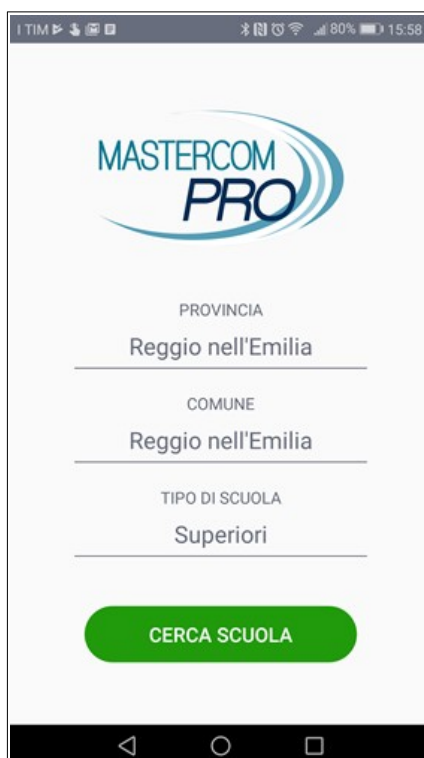 I TIM 80% 15:58
MASTERCOM
PRO
PROVINCIA
Reggio nell'Emilia
COMUNE
Reggio nell'Emilia
TIPO DI SCUOLA
Superiori
CERCA SCUOLA